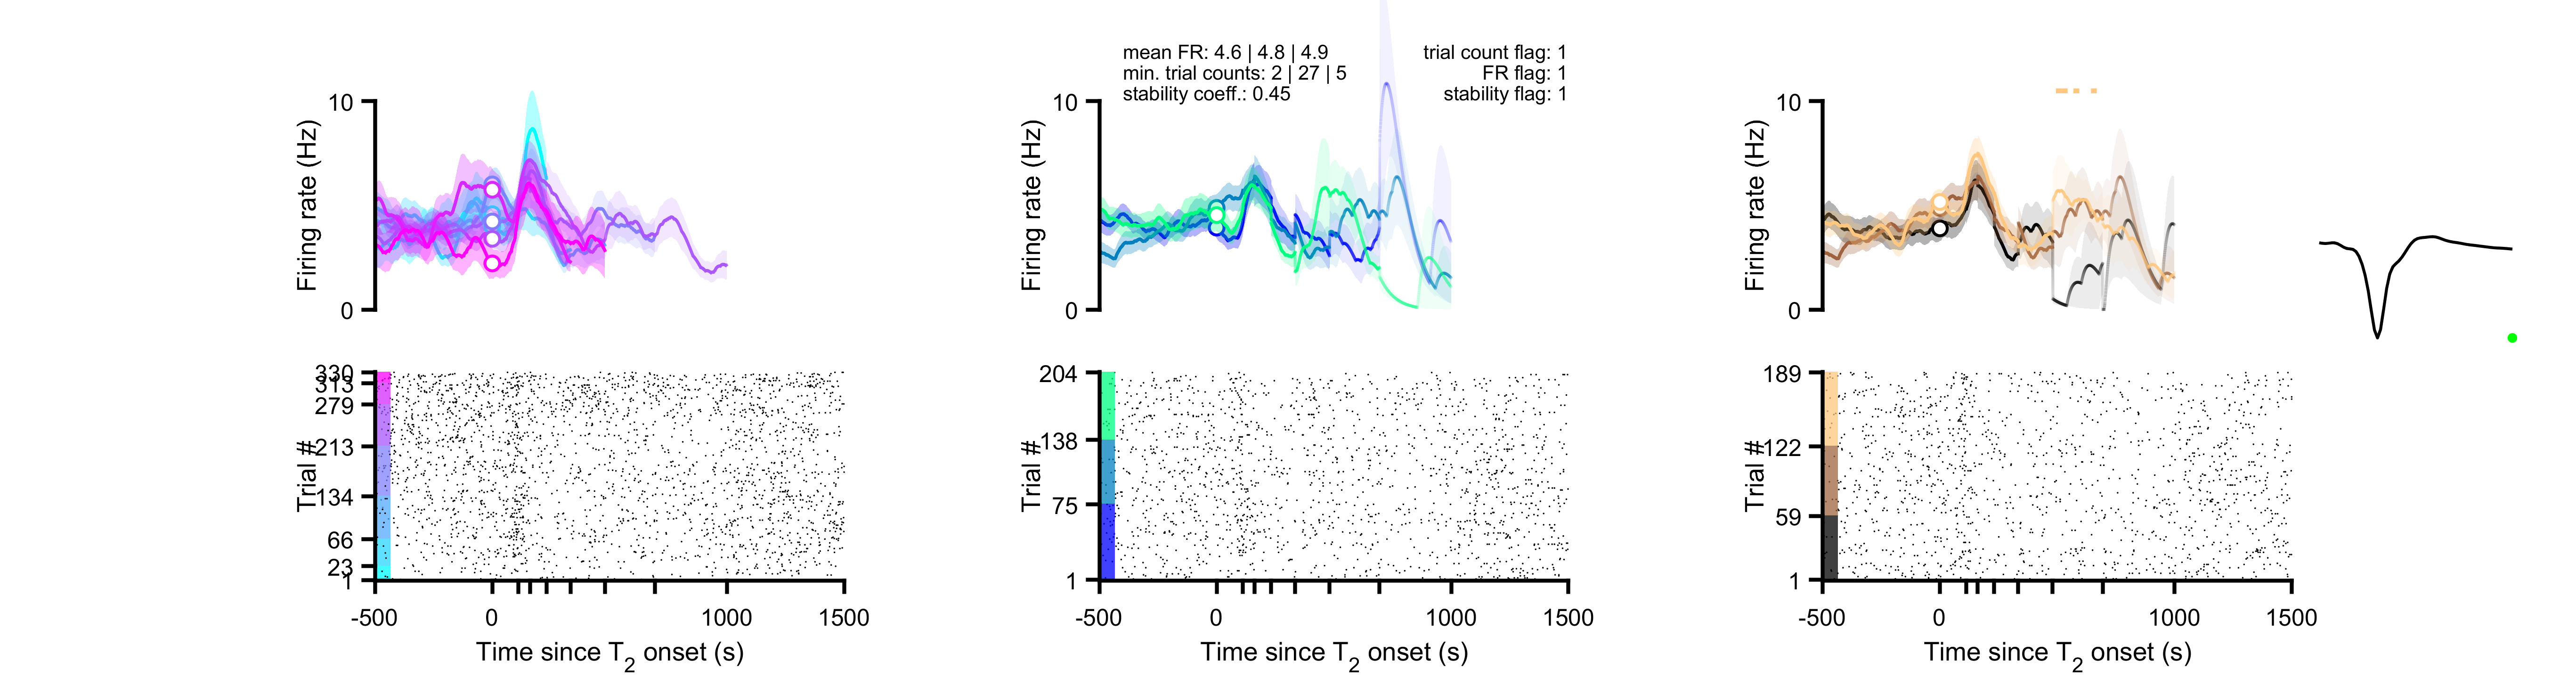 mean FR: 4.6 | 4.8 | 4.9
min. trial counts: 2 | 27 | 5
stability coeff.: 0.45
trial count flag: 1
FR flag: 1
stability flag: 1
Firing rate (Hz)
10
0
Firing rate (Hz)
10
0
Firing rate (Hz)
10
0
Trial #
330
313
279
213
134
66
23
1
-500
0
1000
1500
Time since T2 onset (s)
Trial #
204
138
75
1
-500
0
1000
1500
Time since T2 onset (s)
Trial #
189
122
59
1
-500
0
1000
1500
Time since T2 onset (s)